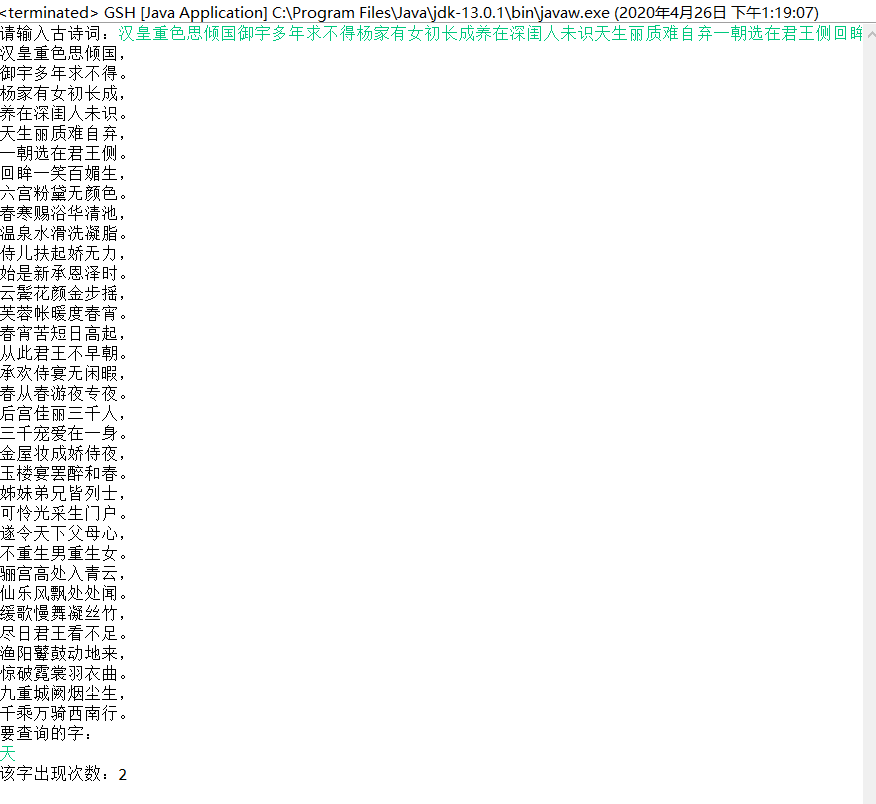 <terminated> GSH [Java Application] C:\Program Files\Java\jdk-13.0.1\bin\javaw.exe (2020年4月26日 下午1:19:07)
请输入古诗词：汉皇重色思倾国御宇多年求不得杨家有女初长成养在深闺人未识天生丽质难自弃一朝选在君王侧回眸
汉皇重色思倾国，
御宇多年求不得。
杨家有女初长成，
养在深闺人未识。
天生丽质难自弃，
一朝选在君王侧。
回眸一笑百媚生，
六宫粉黛无颜色。
春寒赐浴华清池，
温泉水滑洗凝脂。
侍儿扶起娇无力，
始是新承恩泽时。
云鬓花颜金步摇，
芙蓉帐暖度春宵。
春宵苦短日高起，
从此君王不早朝。
承欢侍宴无闲暇，
春从春游夜专夜。
后宫佳丽三千人，
三千宠爱在一身。
金屋妆成娇侍夜，
玉楼宴罢醉和春。
姊妹弟兄皆列士，
可怜光采生门户。
遂令天下父母心，
不重生男重生女。
骊宫高处入青云，
仙乐风飘处处闻。
缓歌慢舞凝丝竹，
尽日君王看不足。
渔阳鼙鼓动地来，
惊破霓裳羽衣曲。
九重城阙烟尘生，
千乘万骑西南行。
要查询的字：
天
该字出现次数：2